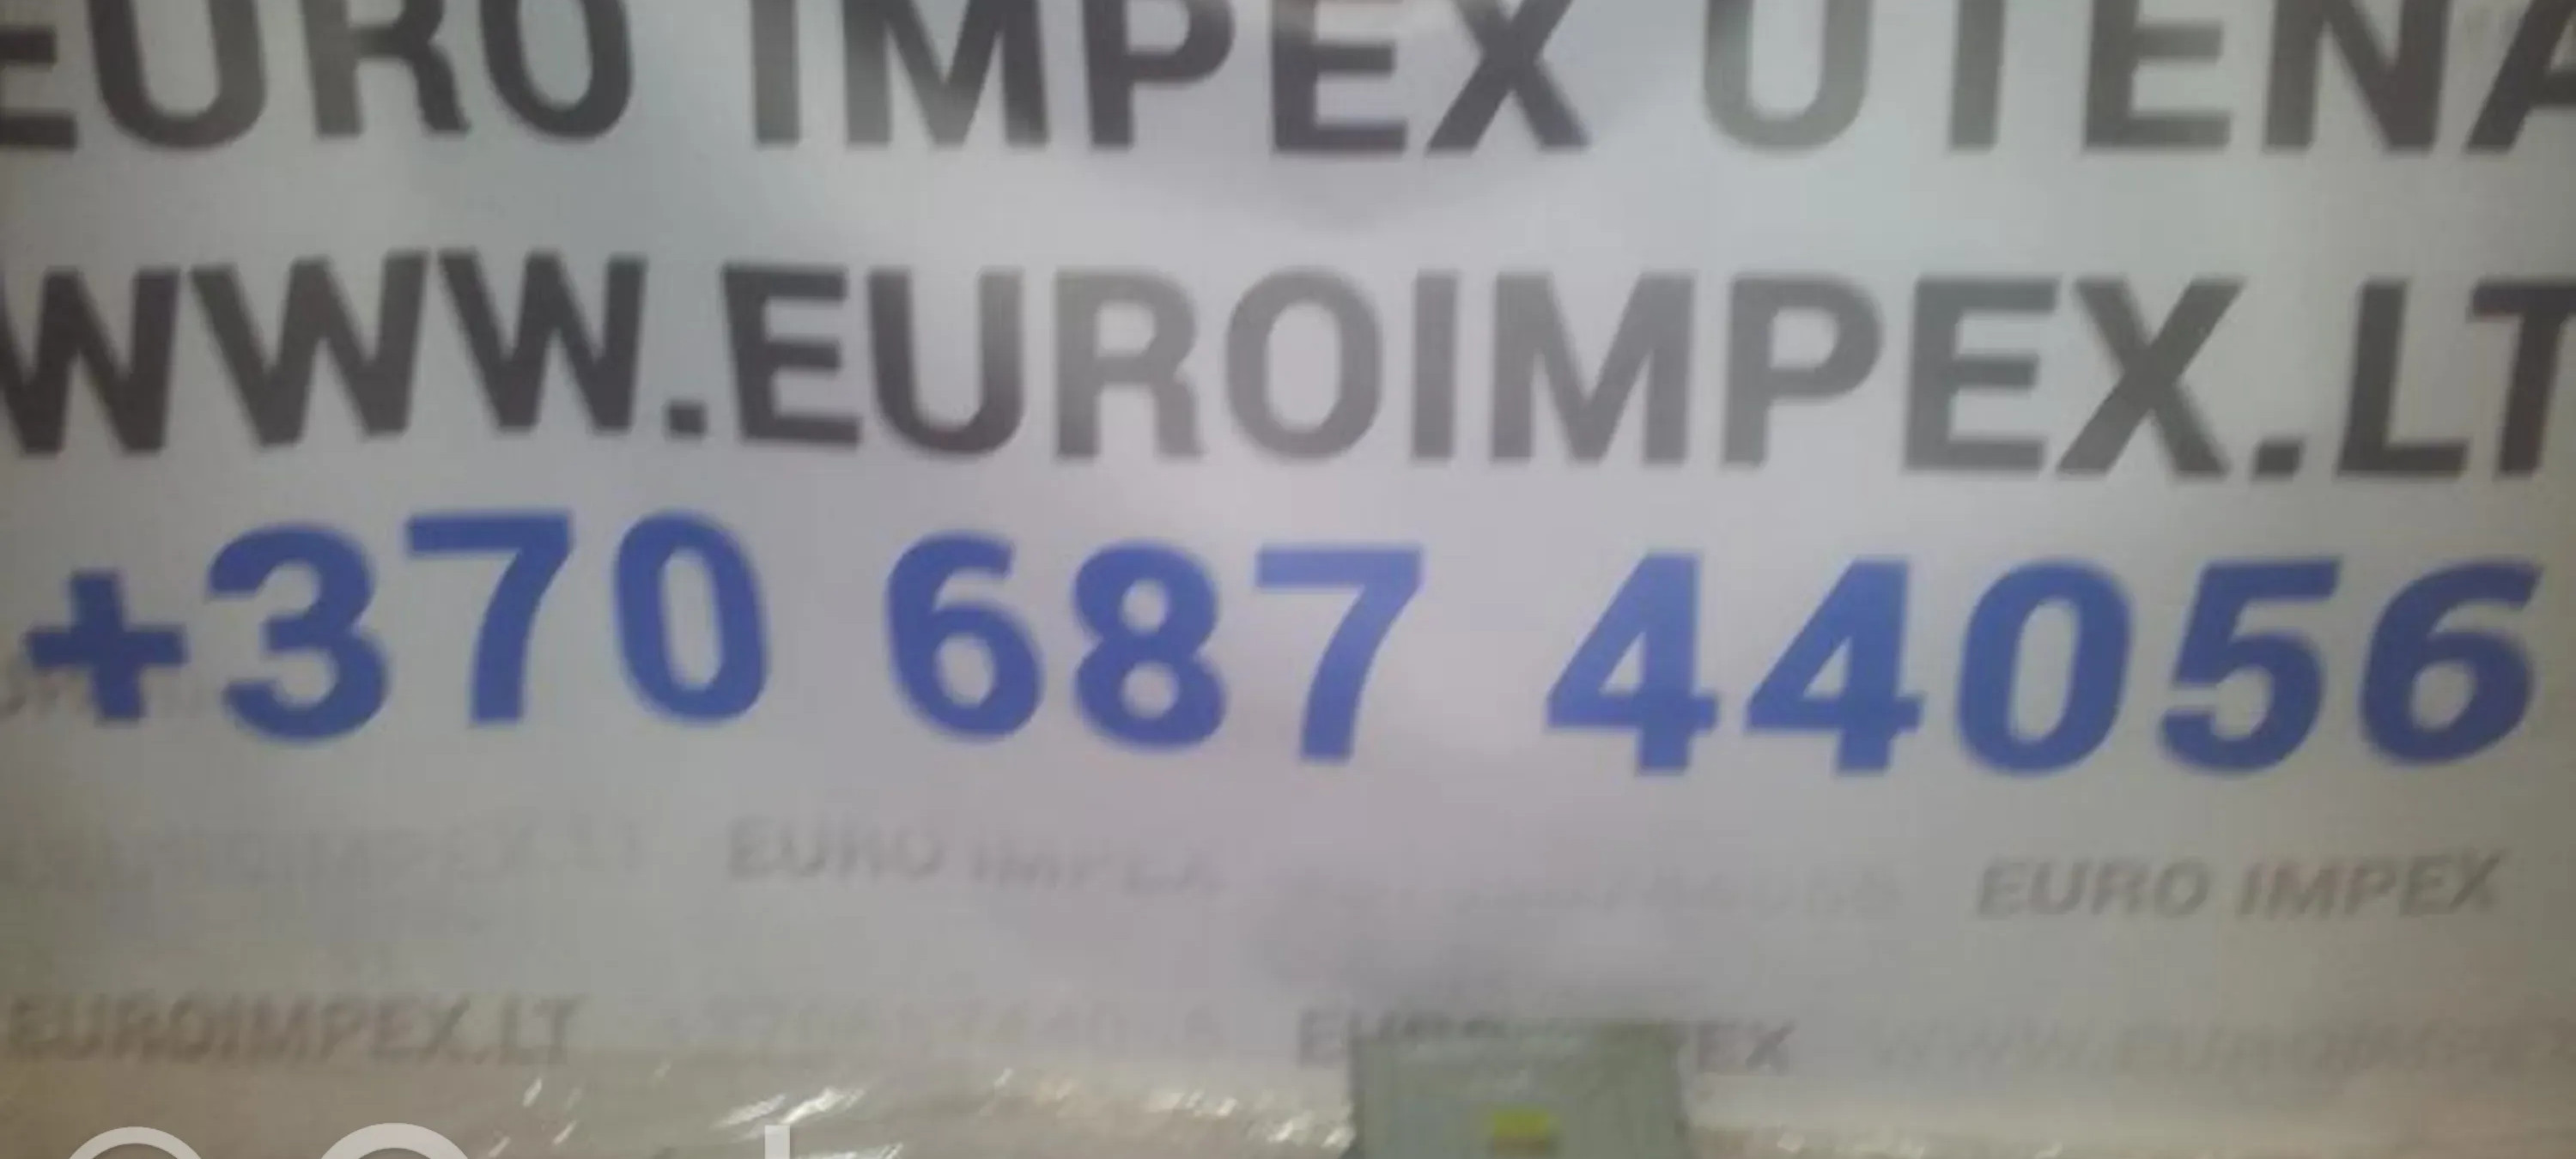 EURO IMPEX UTENA
WWW.EUROIMPEX.LT
+370 687 44056
EURO IMPEX EURO IMPEX
EUROIMPEX.LT